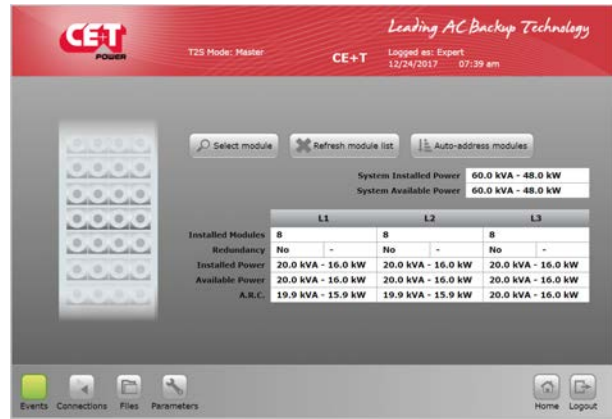 CE+T
POWER
Leading AC Backup Technology
T2S Mode: Master
CE+T
Logged as: Expert
12/24/2017 07:39 am
Select module
Refresh module list
Auto-address modules
System Installed Power 60.0 kVA - 48.0 kW
System Available Power 60.0 kVA - 48.0 kW
L1 L2 L3
Installed Modules 8 8 8
Redundancy No - No - No -
Installed Power 20.0 kVA - 16.0 kW 20.0 kVA - 16.0 kW 20.0 kVA - 16.0 kW
Available Power 20.0 kVA - 16.0 kW 20.0 kVA - 16.0 kW 20.0 kVA - 16.0 kW
A.R.C. 19.9 kVA - 15.9 kW 19.9 kVA - 15.9 kW 20.0 kVA - 16.0 kW
Events Connections Files Parameters Home Logout